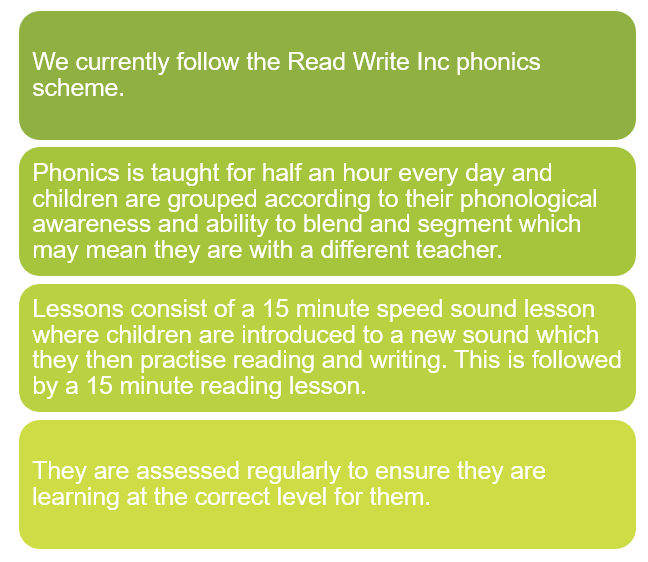 We currently follow the Read Write Inc phonics
scheme.
Phonics is taught for half an hour every day and
children are grouped according to their phonological
awareness and ability to blend and segment which
may mean they are with a different teacher.
Lessons consist of a 15 minute speed sound lesson
where children are introduced to a new sound which
they then practise reading and writing. This is followed
by a 15 minute reading lesson.
They are assessed regularly to ensure they are
learning at the correct level for them.